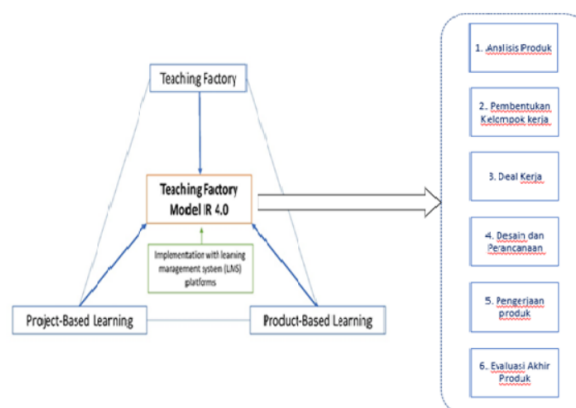 Teaching Factory
Teaching Factory
Model IR 4.0
Implementation with learning
management system (LMS)
platforms
Project-Based Learning
Product-Based Learning
1. Analisis Produk
2. Pembentukan
Kelompok kerja
3. Deal Kerja
4. Desain dan
Perancanaan
5. Pengerjaan
produk
6. Evaluasi Akhir
Produk